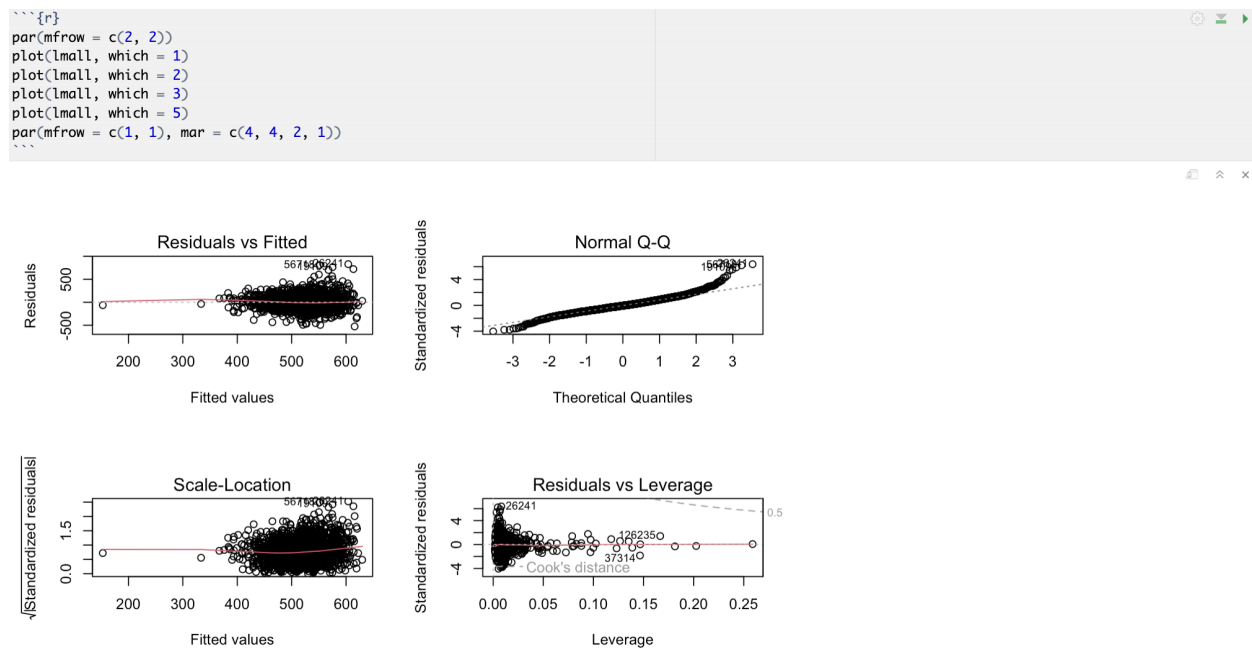 ```{r}
par(mfrow = c(2, 2))
plot(lmall, which = 1)
plot(lmall, which = 2)
plot(lmall, which = 3)
plot(lmall, which = 5)
par(mfrow = c(1, 1), mar = c(4, 4, 2, 1))
```
Residuals vs Fitted
Residuals
500
-500
26241
200 300 400 500 600
Fitted values
Normal Q-Q
Standardized residuals
4
0
-4
-3 -2 -1 0 1 2 3
Theoretical Quantiles
Scale-Location
√|Standardized residuals|
1.5
0.0
26241
200 300 400 500 600
Fitted values
Residuals vs Leverage
Standardized residuals
4
0
-4
26241
126235
37314
Cook's distance
0.5
0.00 0.05 0.10 0.15 0.20 0.25
Leverage